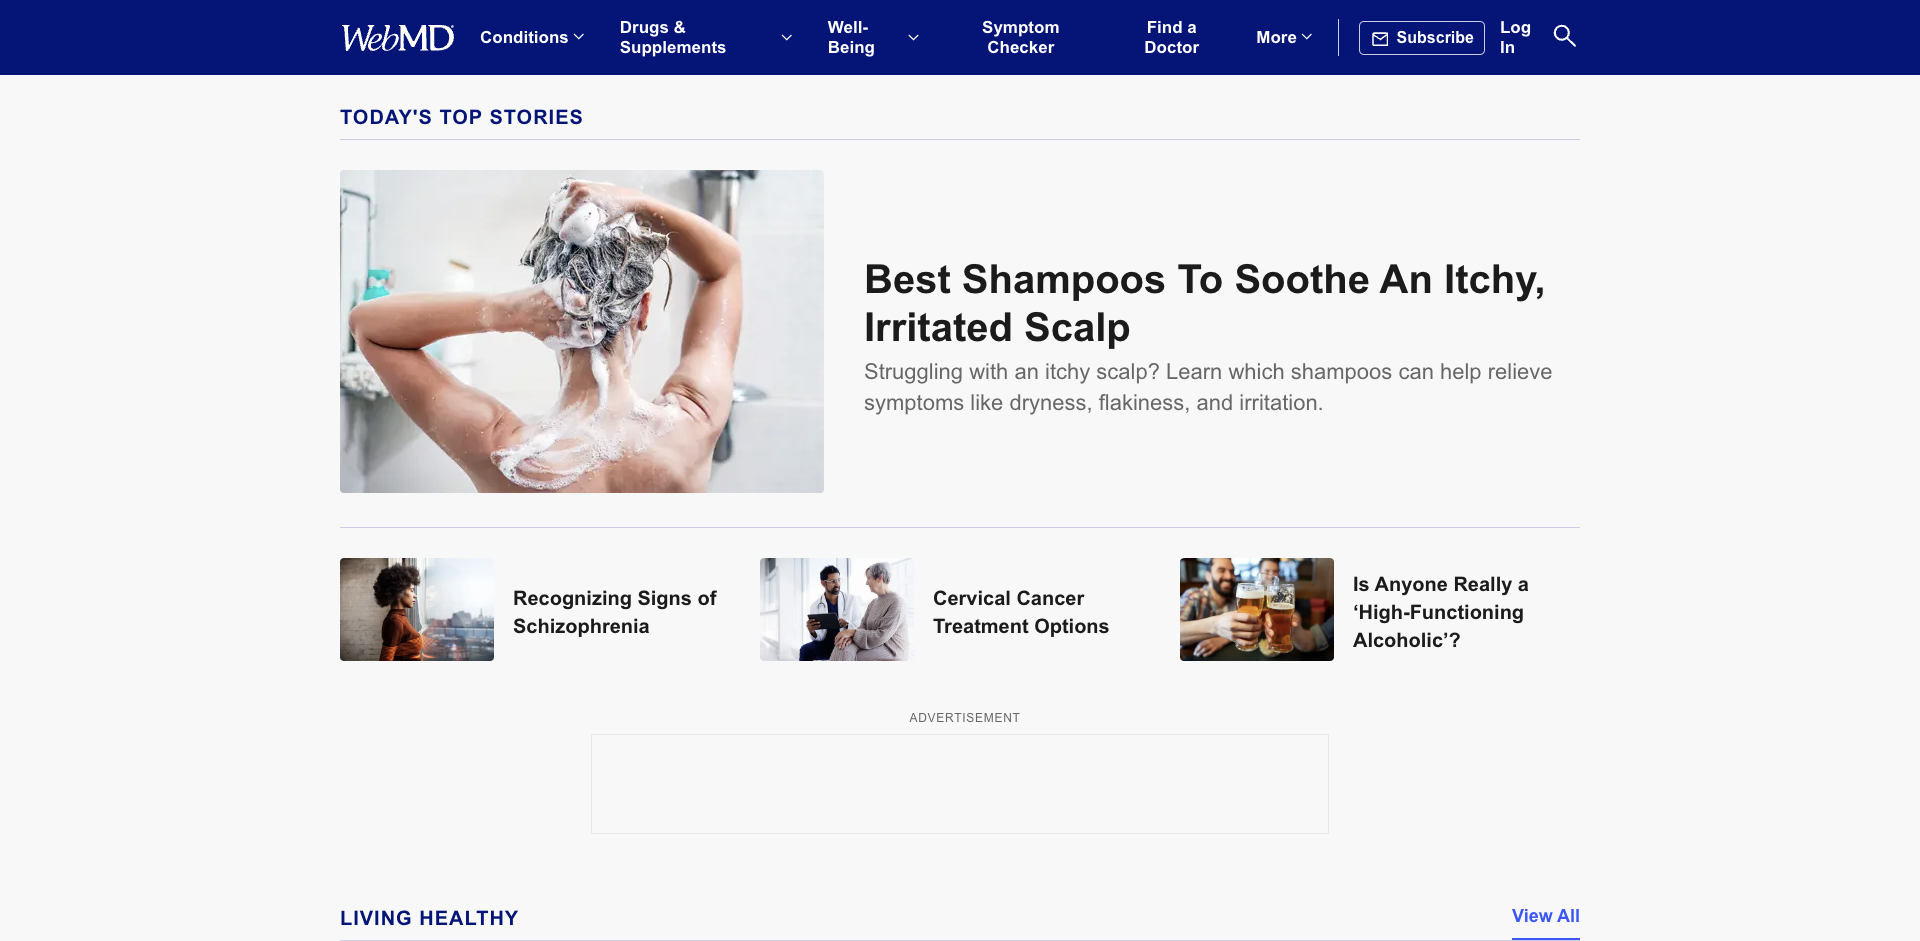 WebMD
Conditions
Drugs &
Supplements
Well-
Being
Symptom
Checker
Find a
Doctor
More
Subscribe
Log
In
TODAY'S TOP STORIES
Best Shampoos To Soothe An Itchy,
Irritated Scalp
Struggling with an itchy scalp? Learn which shampoos can help relieve
symptoms like dryness, flakiness, and irritation.
Recognizing Signs of
Schizophrenia
Cervical Cancer
Treatment Options
Is Anyone Really a
‘High-Functioning
Alcoholic’?
ADVERTISEMENT
LIVING HEALTHY
View All